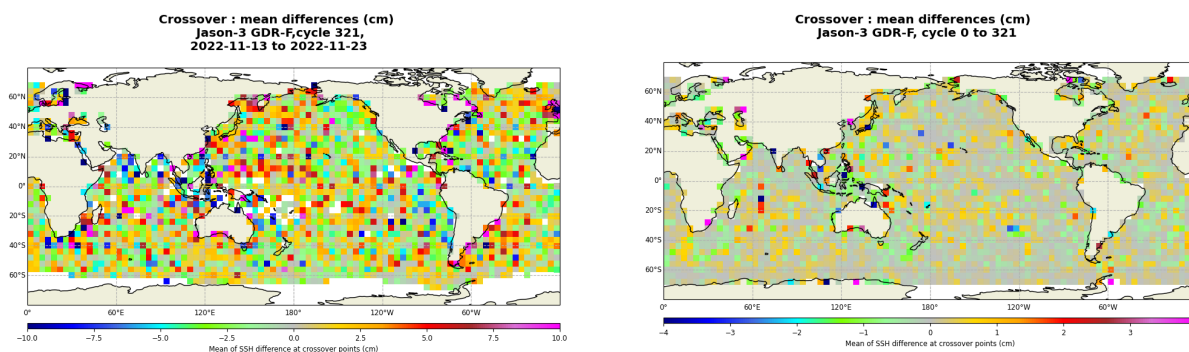 Crossover : mean differences (cm)
Jason-3 GDR-F,cycle 321,
2022-11-13 to 2022-11-23
60°N
40°N
20°N
0°
20°S
40°S
60°S
0°
60°E
120°E
180°
120°W
60°W
−10.0
−7.5
−5.0
−2.5
0.0
2.5
5.0
7.5
10.0
Mean of SSH difference at crossover points (cm)
Crossover : mean differences (cm)
Jason-3 GDR-F, cycle 0 to 321
60°N
40°N
20°N
0°
20°S
40°S
60°S
0°
60°E
120°E
180°
120°W
60°W
−4
−3
−2
−1
0
1
2
3
Mean of SSH difference at crossover points (cm)